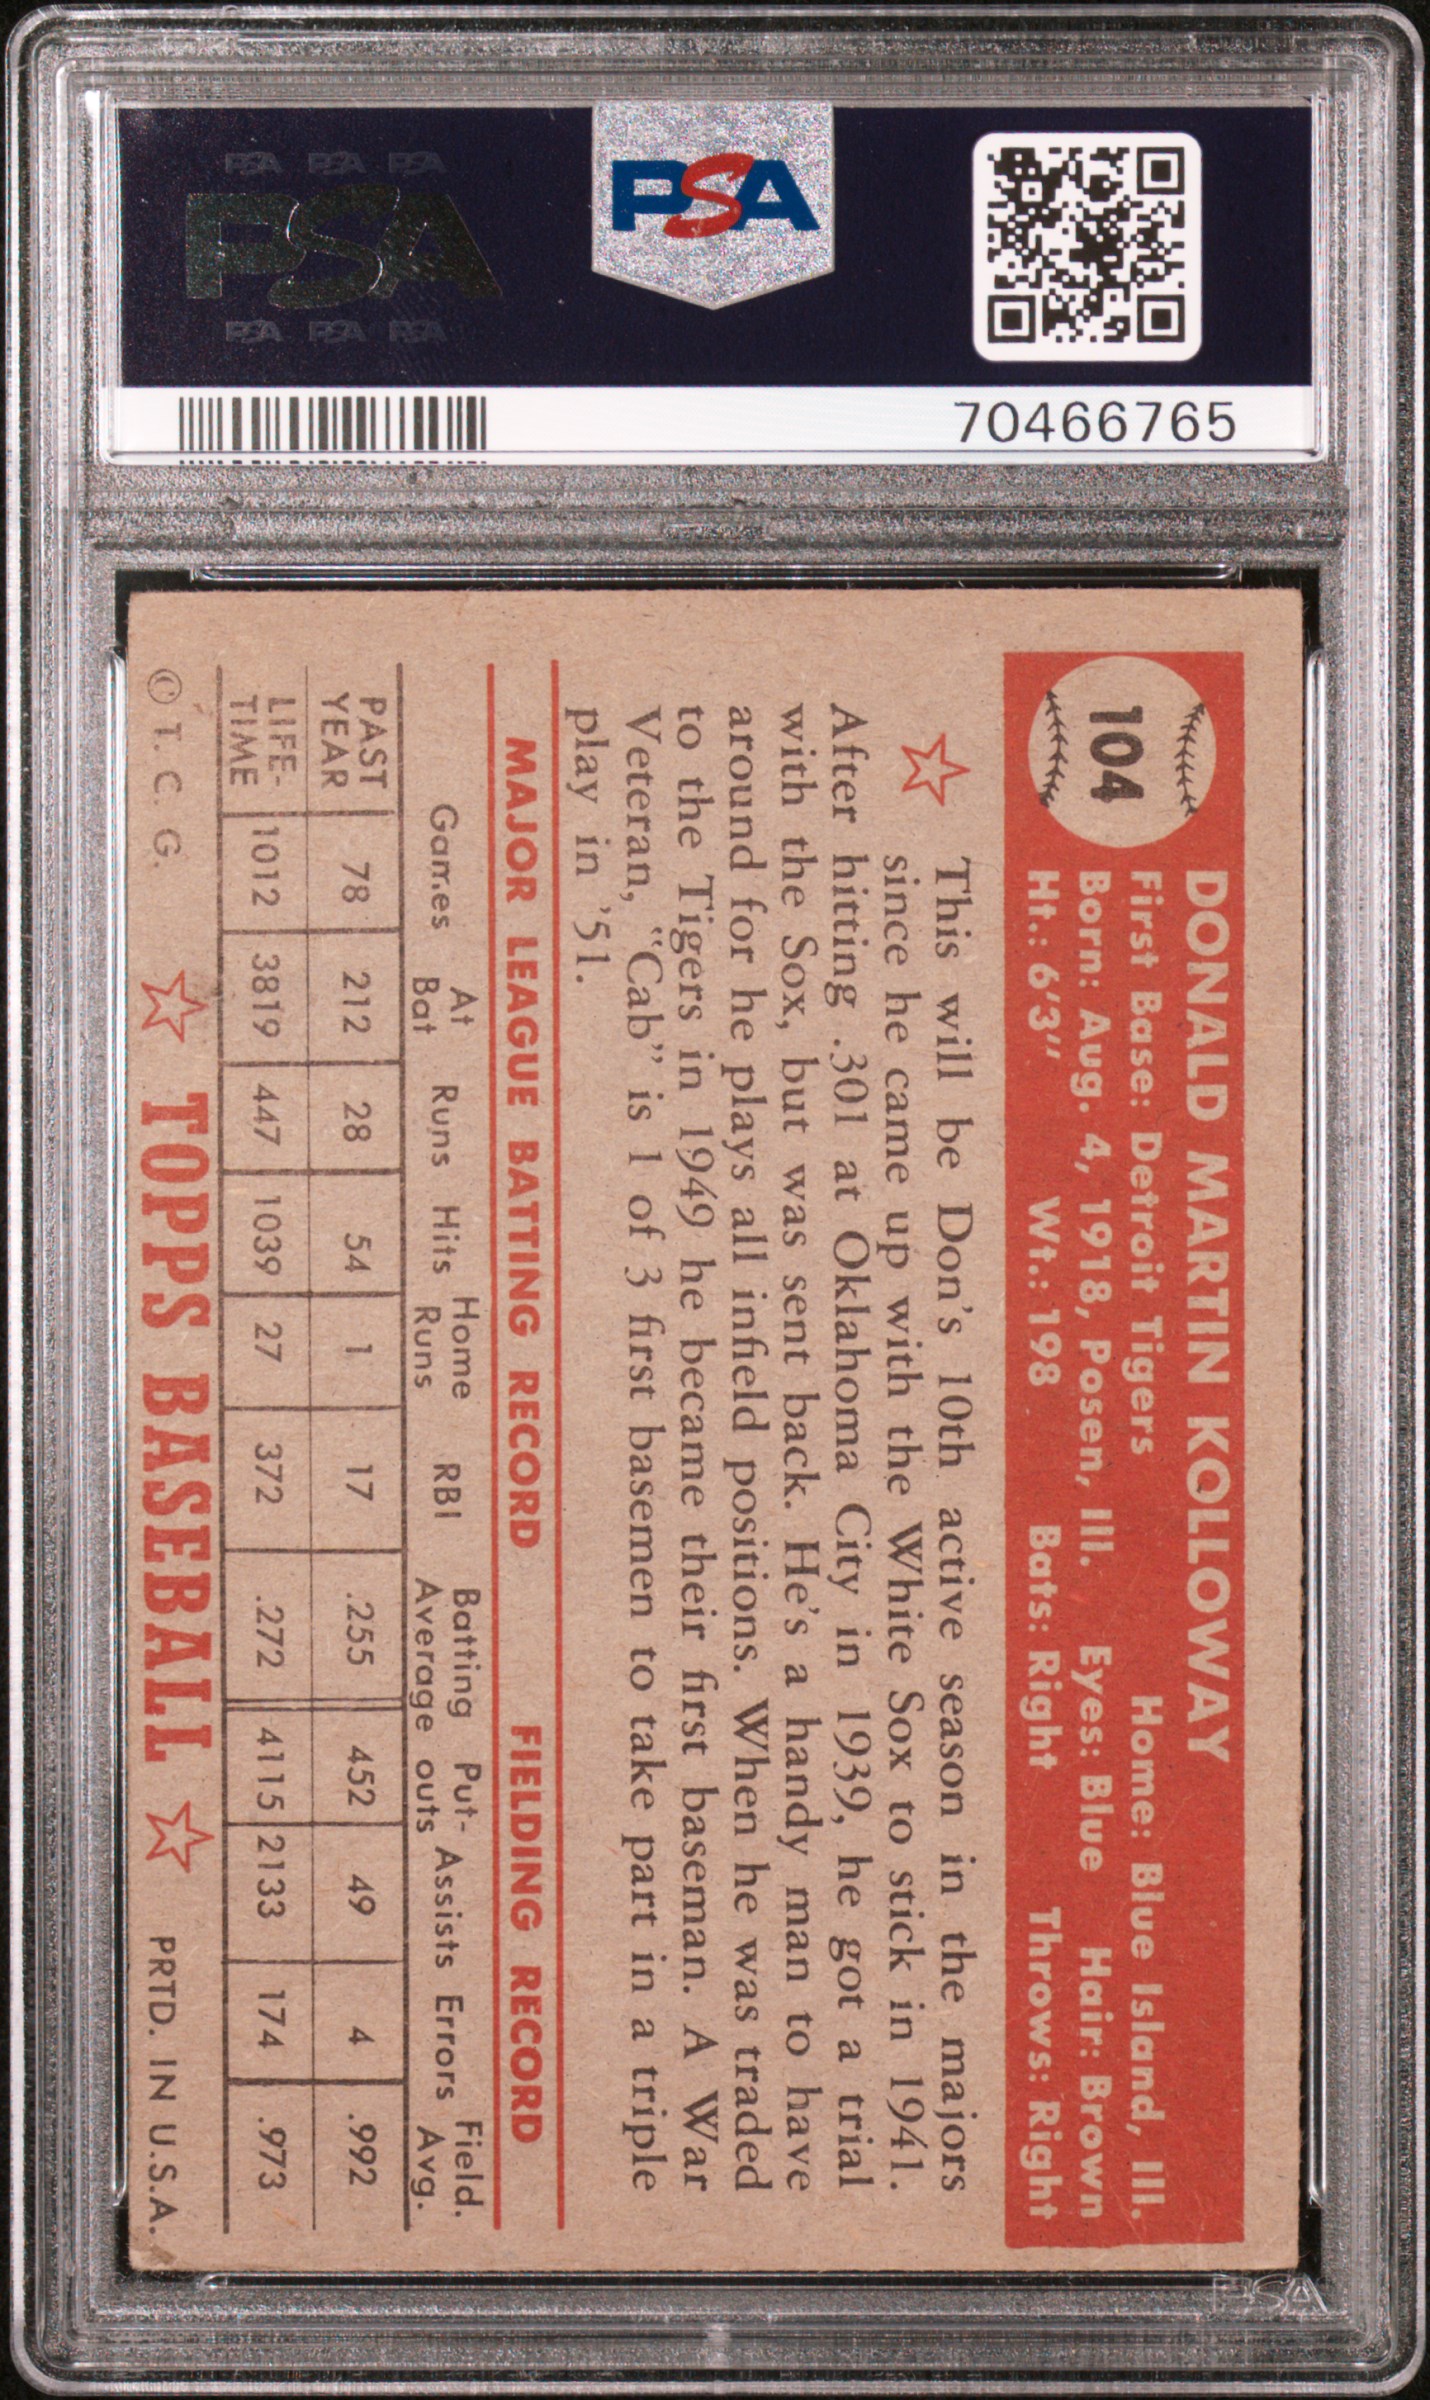 PSA PSA PSA
PSA
PSA PSA PSA
PSA
70466765
104
DONALD MARTIN KOLLOWAY
First Base: Detroit Tigers Home: Blue Island, Ill.
Born: Aug. 4, 1918, Posen, Ill. Eyes: Blue Hair: Brown
Ht.: 6'3" Wt.: 198 Bats: Right Throws: Right
This will be Don's 10th active season in the majors
since he came up with the White Sox to stick in 1941.
After hitting .301 at Oklahoma City in 1939, he got a trial
with the Sox, but was sent back. He's a handy man to have
around for he plays all infield positions. When he was traded
to the Tigers in 1949 he became their first baseman. A War
Veteran, "Cab" is 1 of 3 first basemen to take part in a triple
play in '51.
MAJOR LEAGUE BATTING RECORD FIELDING RECORD
Games At Bat Runs Hits Home Runs RBI Batting Average Put-outs Assists Errors Field. Avg.
PAST YEAR 78 212 28 54 1 17 .255 452 49 4 .992
LIFE-TIME 1012 3819 447 1039 27 372 .272 4115 2133 174 .973
© T. C. G. TOPPS BASEBALL PRTD. IN U.S.A.
PSA